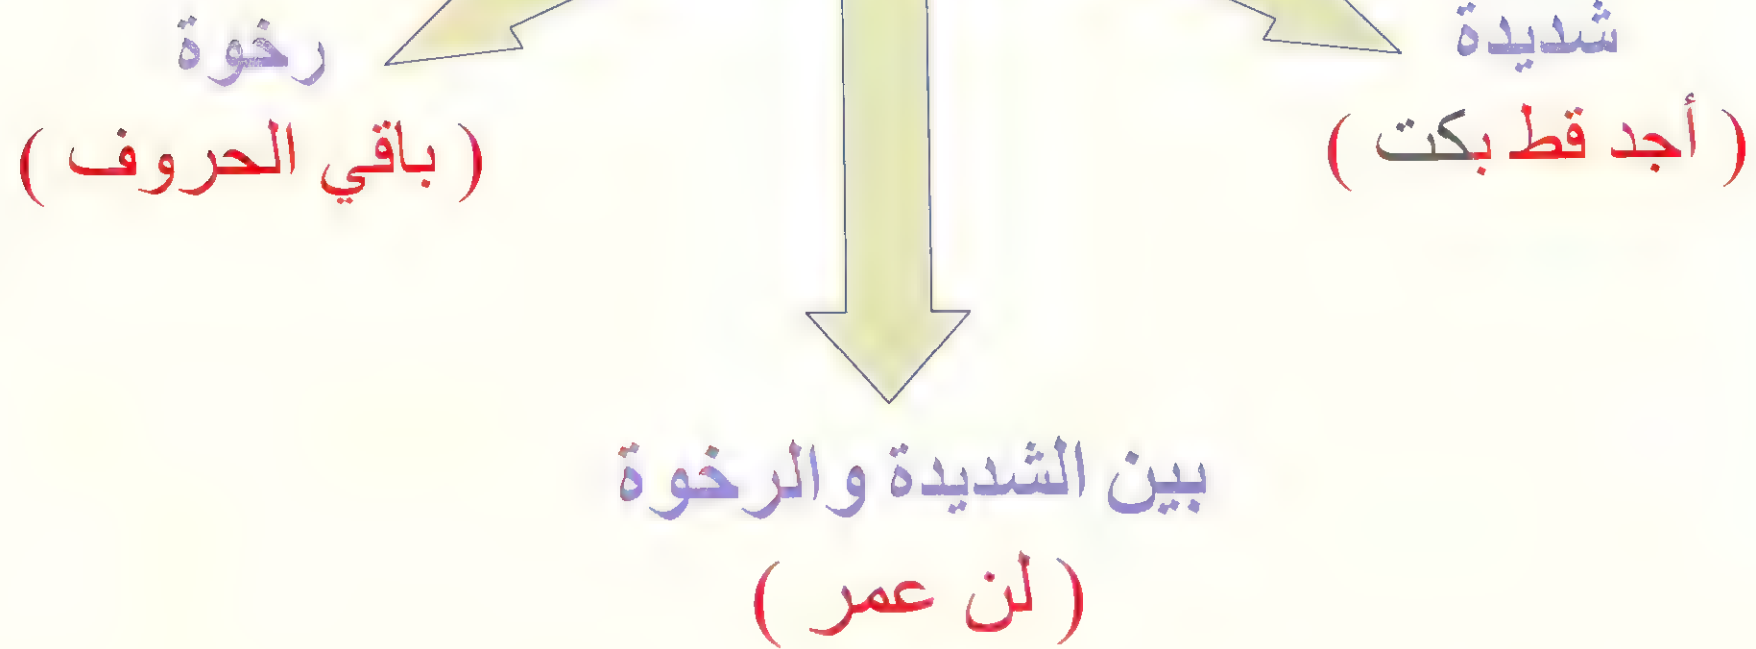 شديدة
( أجد قط بكت )
رخوة
( باقي الحروف )
بين الشديدة والرخوة
( لن عمر )